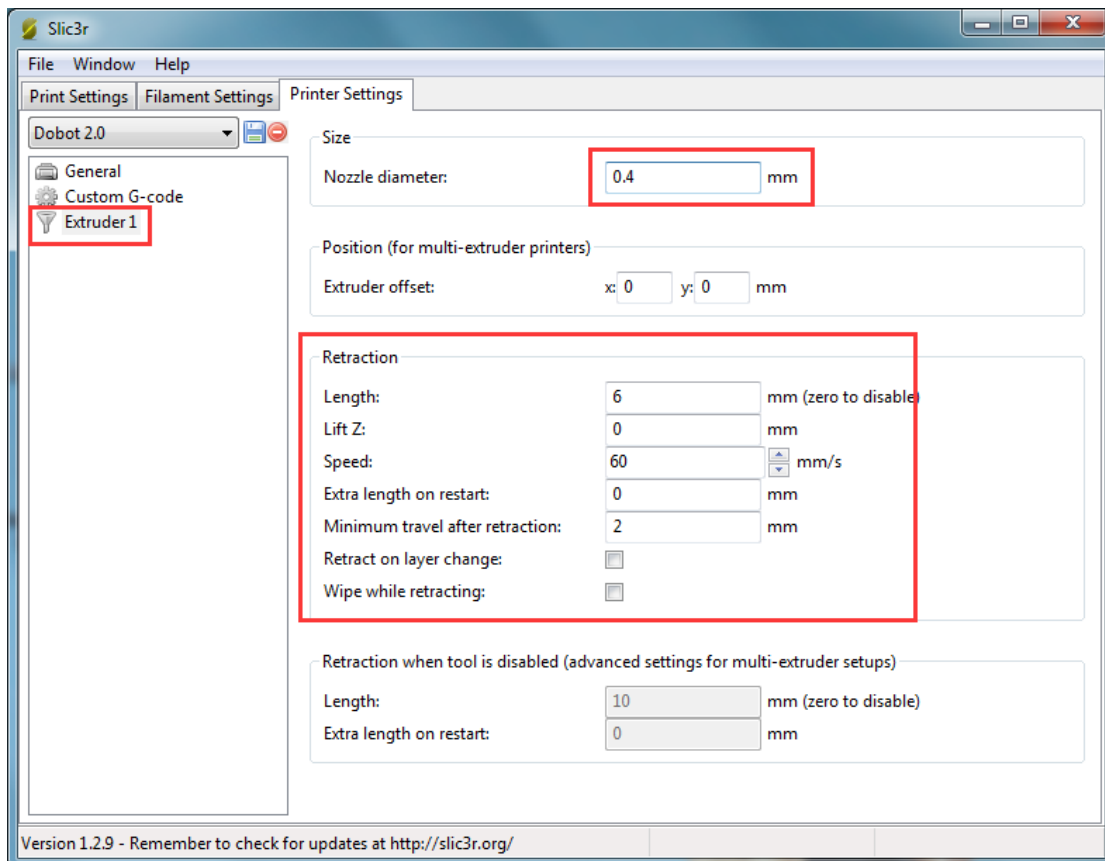 Slic3r
File Window Help
Print Settings Filament Settings Printer Settings
Dobot 2.0
General
Custom G-code
Extruder 1
Size
Nozzle diameter: 0.4 mm
Position (for multi-extruder printers)
Extruder offset: x: 0 y: 0 mm
Retraction
Length: 6 mm (zero to disable)
Lift Z: 0 mm
Speed: 60 mm/s
Extra length on restart: 0 mm
Minimum travel after retraction: 2 mm
Retract on layer change:
Wipe while retracting:
Retraction when tool is disabled (advanced settings for multi-extruder setups)
Length: 10 mm (zero to disable)
Extra length on restart: 0 mm
Version 1.2.9 - Remember to check for updates at http://slic3r.org/